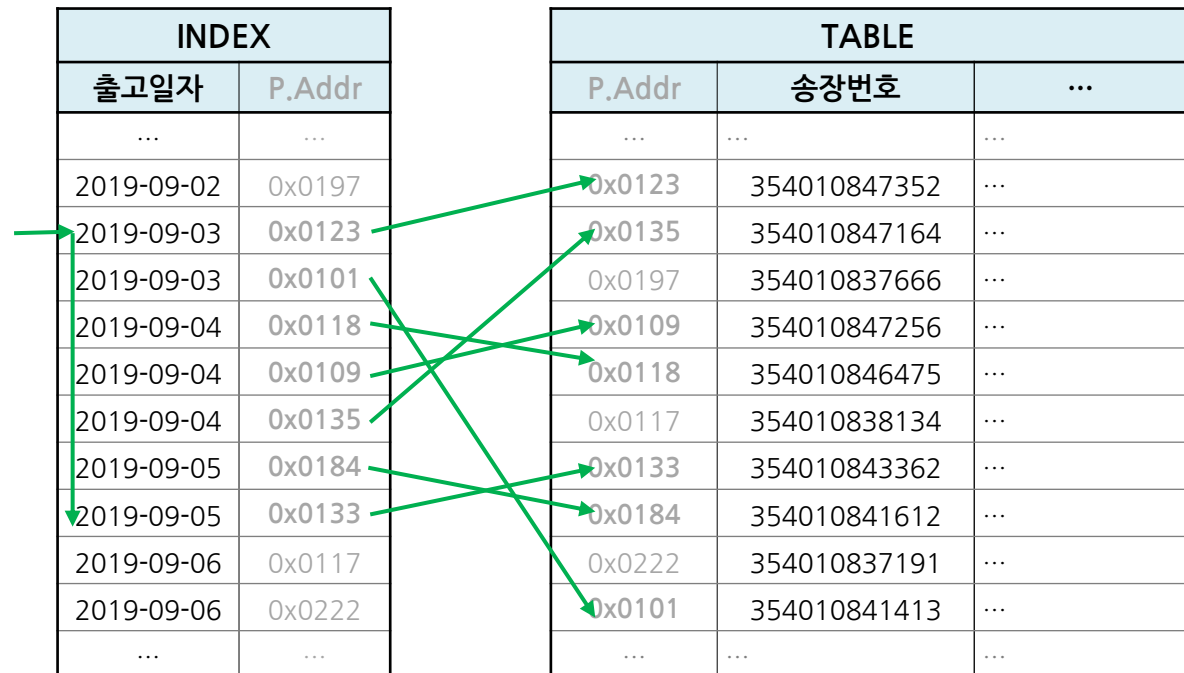 INDEX
출고일자 P.Addr
… …
2019-09-02 0x0197
2019-09-03 0x0123
2019-09-03 0x0101
2019-09-04 0x0118
2019-09-04 0x0109
2019-09-04 0x0135
2019-09-05 0x0184
2019-09-05 0x0133
2019-09-06 0x0117
2019-09-06 0x0222
… …
TABLE
P.Addr 송장번호 …
… … …
0x0123 354010847352 …
0x0135 354010847164 …
0x0197 354010837666 …
0x0109 354010847256 …
0x0118 354010846475 …
0x0117 354010838134 …
0x0133 354010843362 …
0x0184 354010841612 …
0x0222 354010837191 …
0x0101 354010841413 …
… … …